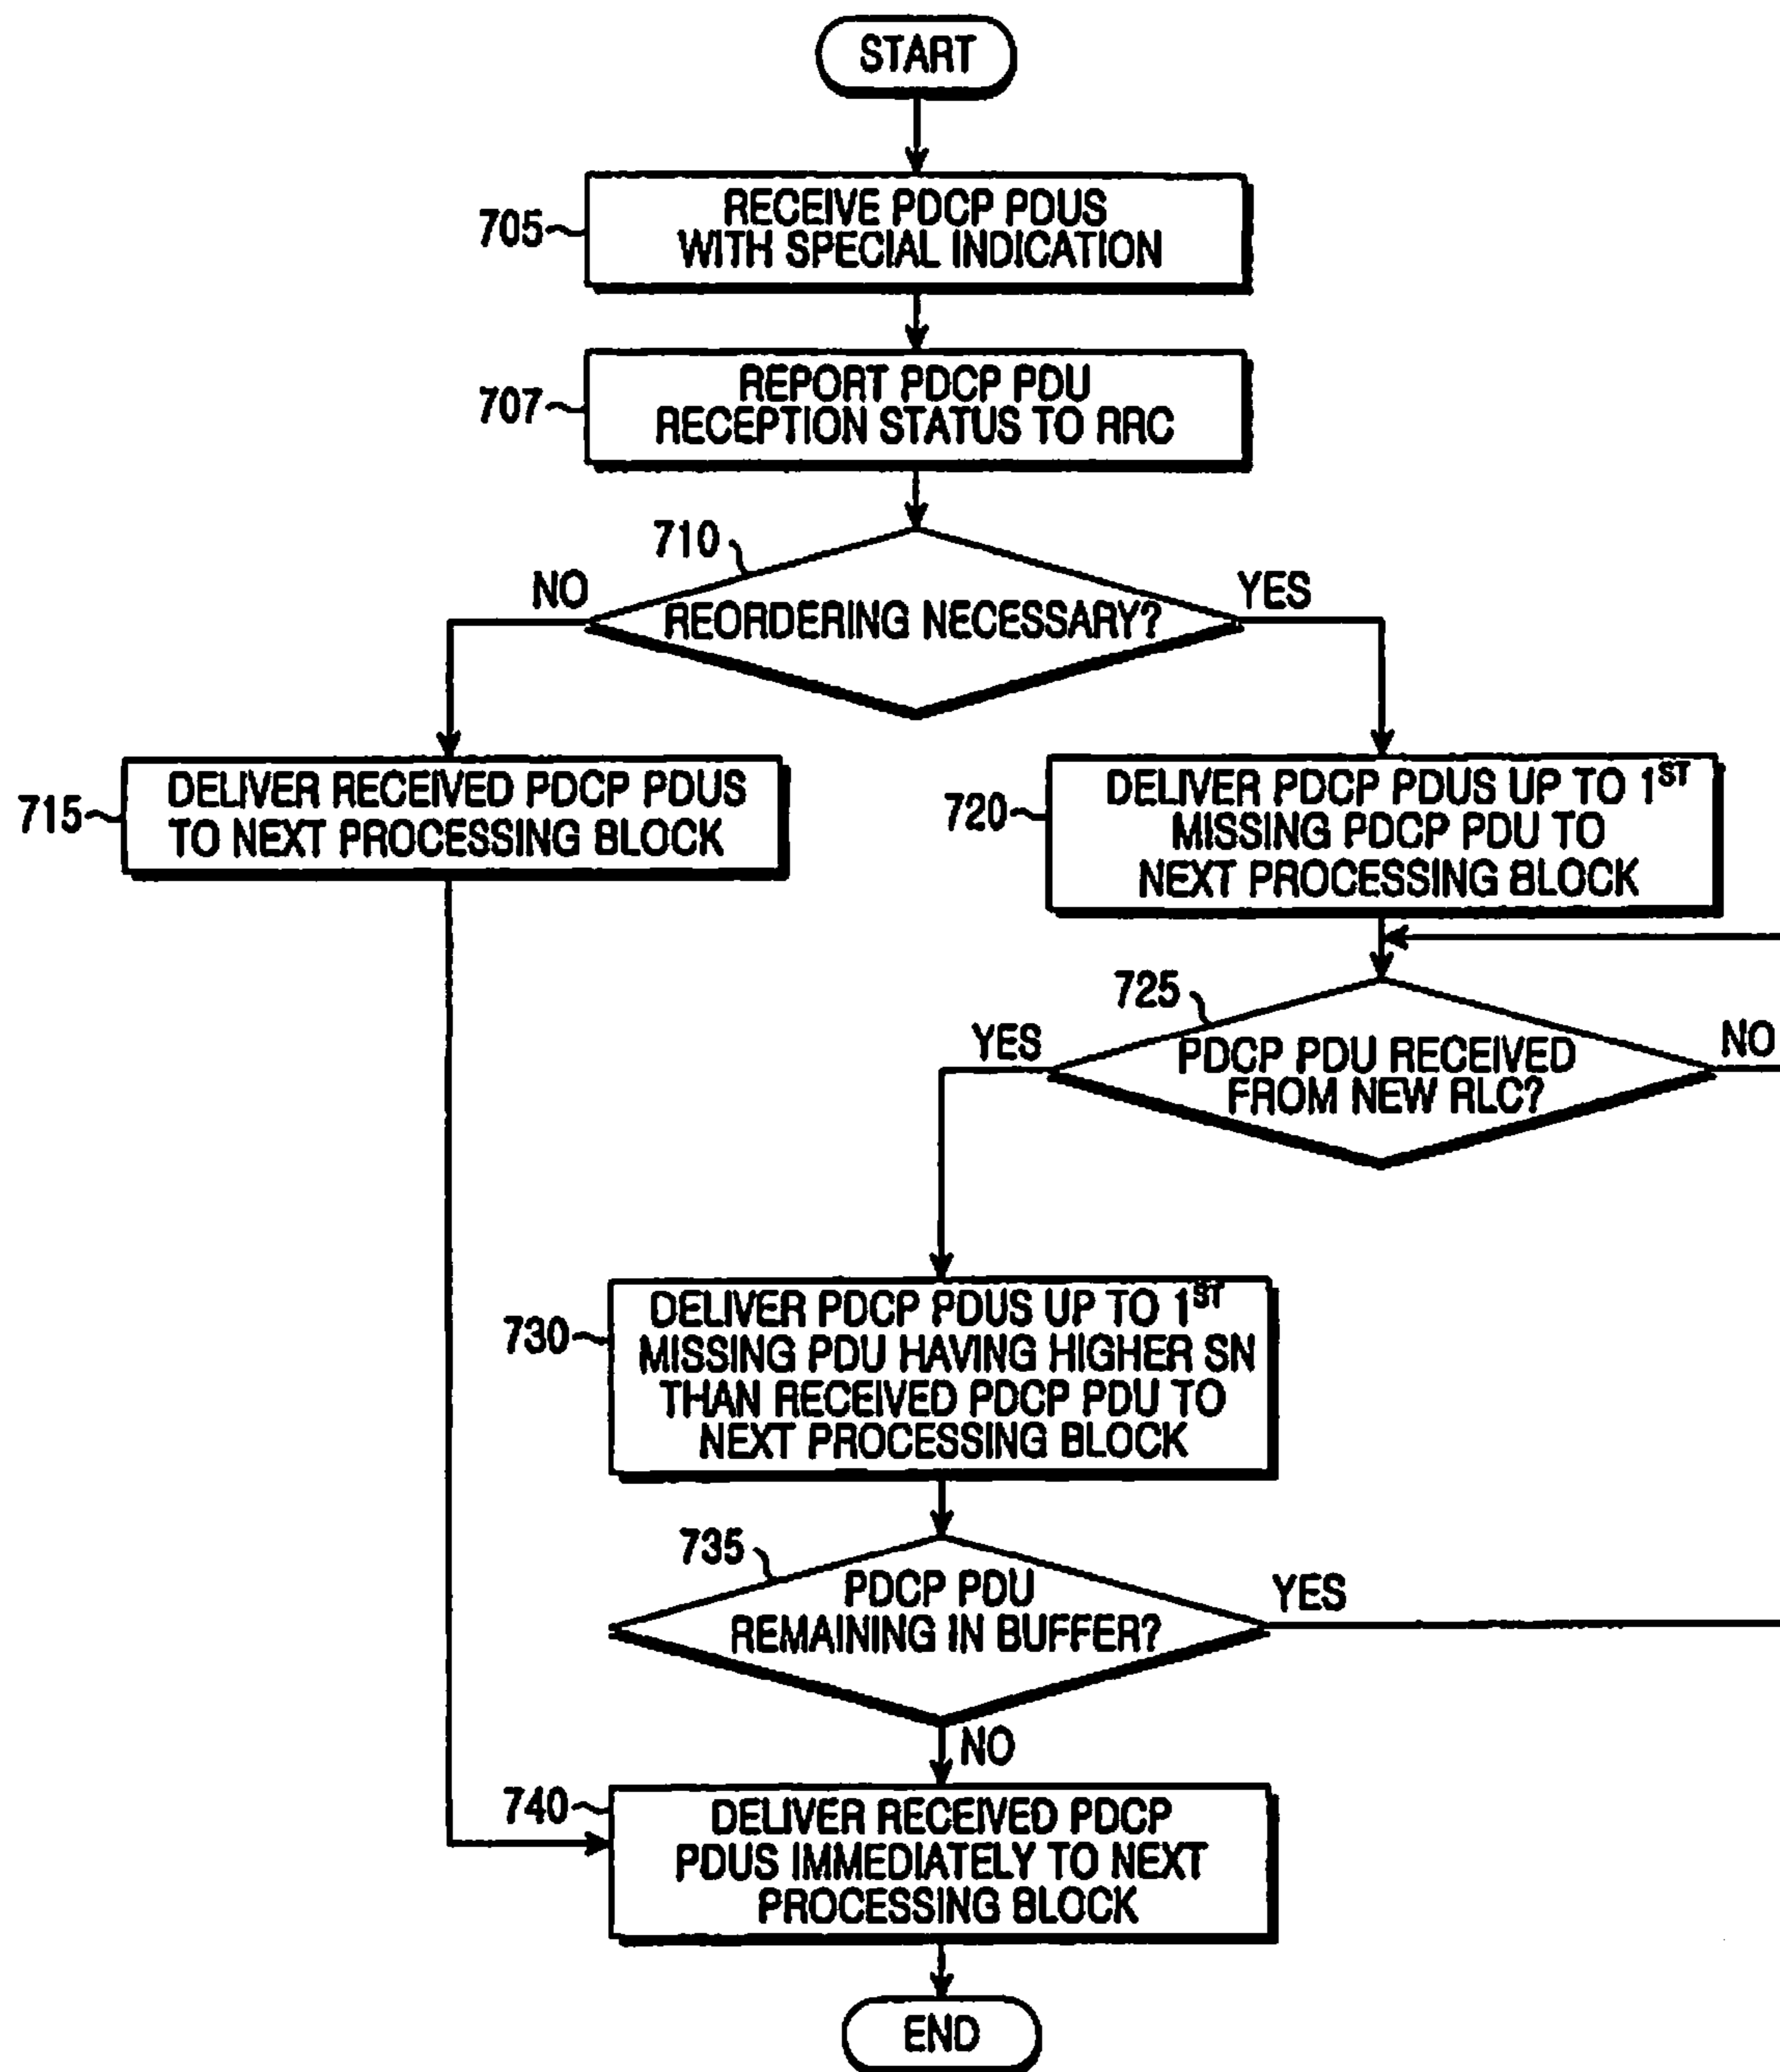 START
705
RECEIVE PDCP PDUS
WITH SPECIAL INDICATION
707
REPORT PDCP PDU
RECEPTION STATUS TO RRC
710
NO
REORDERING NECESSARY?
YES
715
DELIVER RECEIVED PDCP PDUS
TO NEXT PROCESSING BLOCK
720
DELIVER PDCP PDUS UP TO 1ST
MISSING PDCP PDU TO
NEXT PROCESSING BLOCK
725
YES
PDCP PDU RECEIVED
FROM NEW RLC?
NO
730
DELIVER PDCP PDUS UP TO 1ST
MISSING PDU HAVING HIGHER SN
THAN RECEIVED PDCP PDU TO
NEXT PROCESSING BLOCK
735
PDCP PDU
REMAINING IN BUFFER?
YES
NO
740
DELIVER RECEIVED PDCP
PDUS IMMEDIATELY TO NEXT
PROCESSING BLOCK
END